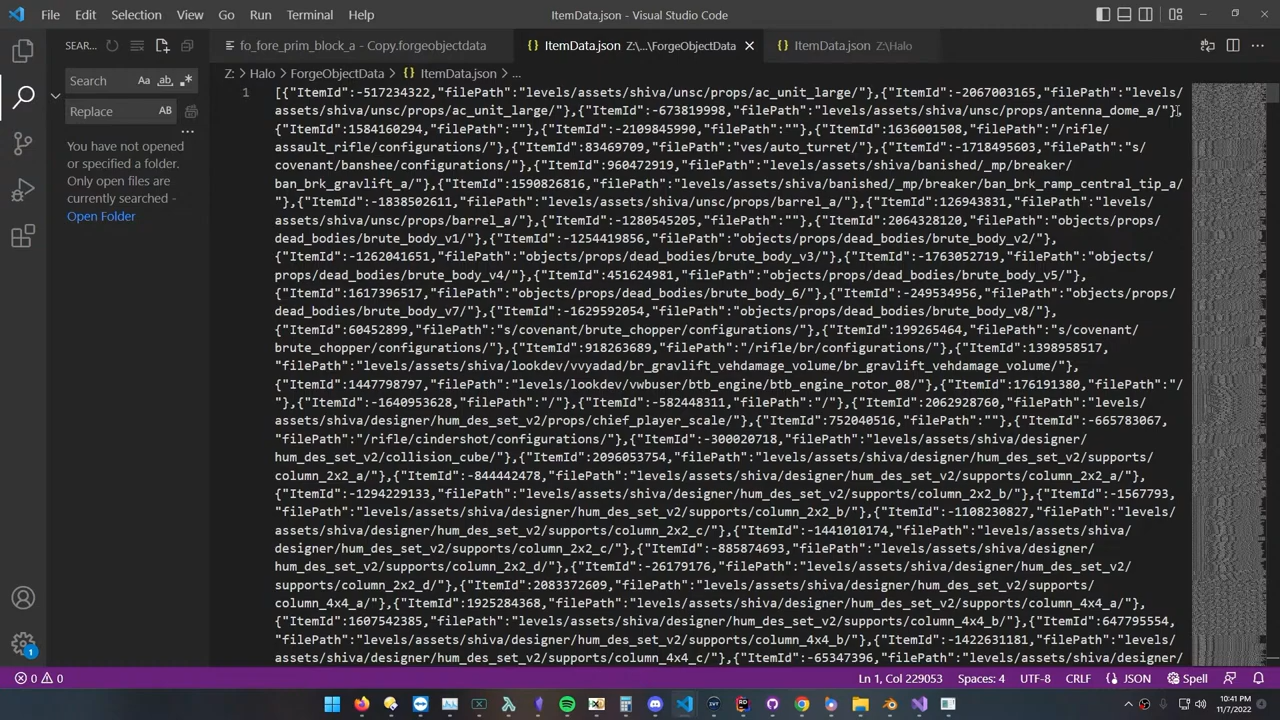 File Edit Selection View Go Run Terminal Help
ItemData.json - Visual Studio Code
SEAR...
fo_fore_prim_block_a - Copy.forgeobjectdata
ItemData.json Z:\...\ForgeObjectData
ItemData.json Z:\Halo
Search Aa ab
Replace AB
You have not opened or specified a folder. Only open files are currently searched -
Open Folder
Z: > Halo > ForgeObjectData > {} ItemData.json > ...
1
[{"ItemId":-517234322,"filePath":"levels/assets/shiva/unsc/props/ac_unit_large/"},{"ItemId":-2067003165,"filePath":"levels/
assets/shiva/unsc/props/ac_unit_large/"},{"ItemId":-673819998,"filePath":"levels/assets/shiva/unsc/props/antenna_dome_a/"},
{"ItemId":1584160294,"filePath":""},{"ItemId":-2109845990,"filePath":""},{"ItemId":1636001508,"filePath":"/rifle/
assault_rifle/configurations/"},{"ItemId":83469709,"filePath":"ves/auto_turret/"},{"ItemId":-1718495603,"filePath":"s/
covenant/banshee/configurations/"},{"ItemId":960472919,"filePath":"levels/assets/shiva/banished/_mp/breaker/
ban_brk_gravlift_a/"},{"ItemId":1590826816,"filePath":"levels/assets/shiva/banished/_mp/breaker/ban_brk_ramp_central_tip_a/
"},{"ItemId":-1838502611,"filePath":"levels/assets/shiva/unsc/props/barrel_a/"},{"ItemId":126943831,"filePath":"levels/
assets/shiva/unsc/props/barrel_a/"},{"ItemId":-1280545205,"filePath":""},{"ItemId":2064328120,"filePath":"objects/props/
dead_bodies/brute_body_v1/"},{"ItemId":-1254419856,"filePath":"objects/props/dead_bodies/brute_body_v2/"},
{"ItemId":-1262041651,"filePath":"objects/props/dead_bodies/brute_body_v3/"},{"ItemId":-1763052719,"filePath":"objects/
props/dead_bodies/brute_body_v4/"},{"ItemId":451624981,"filePath":"objects/props/dead_bodies/brute_body_v5/"},
{"ItemId":1617396517,"filePath":"objects/props/dead_bodies/brute_body_6/"},{"ItemId":-249534956,"filePath":"objects/props/
dead_bodies/brute_body_v7/"},{"ItemId":-1629592054,"filePath":"objects/props/dead_bodies/brute_body_v8/"},
{"ItemId":60452899,"filePath":"s/covenant/brute_chopper/configurations/"},{"ItemId":199265464,"filePath":"s/covenant/
brute_chopper/configurations/"},{"ItemId":918263689,"filePath":"/rifle/br/configurations/"},{"ItemId":1398958517,
"filePath":"levels/assets/shiva/lookdev/vvyadad/br_gravlift_vehdamage_volume/br_gravlift_vehdamage_volume/"},
{"ItemId":1447798797,"filePath":"levels/lookdev/vwbuser/btb_engine/btb_engine_rotor_08/"},{"ItemId":176191380,"filePath":"/
"},{"ItemId":-1640953628,"filePath":"/"},{"ItemId":-582448311,"filePath":"/"},{"ItemId":2062928760,"filePath":"levels/
assets/shiva/designer/hum_des_set_v2/props/chief_player_scale/"},{"ItemId":752040516,"filePath":""},{"ItemId":-665783067,
"filePath":"/rifle/cindershot/configurations/"},{"ItemId":-300020718,"filePath":"levels/assets/shiva/designer/
hum_des_set_v2/collision_cube/"},{"ItemId":2096053754,"filePath":"levels/assets/shiva/designer/hum_des_set_v2/supports/
column_2x2_a/"},{"ItemId":-844442478,"filePath":"levels/assets/shiva/designer/hum_des_set_v2/supports/column_2x2_a/"},
{"ItemId":-1294229133,"filePath":"levels/assets/shiva/designer/hum_des_set_v2/supports/column_2x2_b/"},{"ItemId":-1567793,
"filePath":"levels/assets/shiva/designer/hum_des_set_v2/supports/column_2x2_b/"},{"ItemId":-1108230827,"filePath":"levels/
assets/shiva/designer/hum_des_set_v2/supports/column_2x2_c/"},{"ItemId":-1441010174,"filePath":"levels/assets/shiva/
designer/hum_des_set_v2/supports/column_2x2_c/"},{"ItemId":-885874693,"filePath":"levels/assets/shiva/designer/
hum_des_set_v2/supports/column_2x2_d/"},{"ItemId":-26179176,"filePath":"levels/assets/shiva/designer/hum_des_set_v2/
supports/column_2x2_d/"},{"ItemId":2083372609,"filePath":"levels/assets/shiva/designer/hum_des_set_v2/supports/
column_4x4_a/"},{"ItemId":1925284368,"filePath":"levels/assets/shiva/designer/hum_des_set_v2/supports/column_4x4_a/"},
{"ItemId":1607542385,"filePath":"levels/assets/shiva/designer/hum_des_set_v2/supports/column_4x4_b/"},{"ItemId":647795554,
"filePath":"levels/assets/shiva/designer/hum_des_set_v2/supports/column_4x4_b/"},{"ItemId":-1422631181,"filePath":"levels/
assets/shiva/designer/hum_des_set_v2/supports/column_4x4_c/"},{"ItemId":-65347396,"filePath":"levels/assets/shiva/designer/
0 0
Ln 1, Col 229053 Spaces: 4 UTF-8 CRLF {} JSON Spell
10:41 PM
11/7/2022